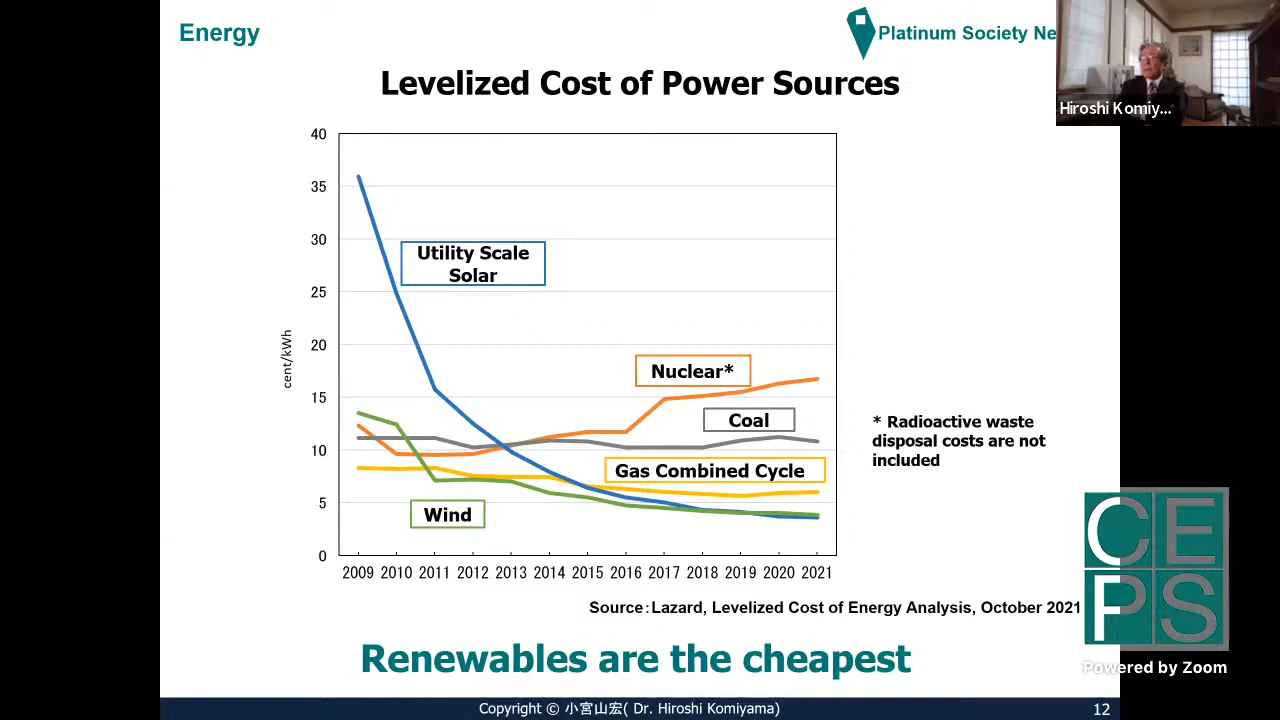 Energy
Platinum Society Ne
Hiroshi Komiy...
Levelized Cost of Power Sources
40
35
30
25
20
15
10
5
0
cent/kWh
Utility Scale
Solar
Nuclear*
Coal
Gas Combined Cycle
Wind
2009 2010 2011 2012 2013 2014 2015 2016 2017 2018 2019 2020 2021
* Radioactive waste
disposal costs are not
included
Source:Lazard, Levelized Cost of Energy Analysis, October 2021
CE
PS
Powered by Zoom
Renewables are the cheapest
Copyright © 小宮山宏( Dr. Hiroshi Komiyama)
12